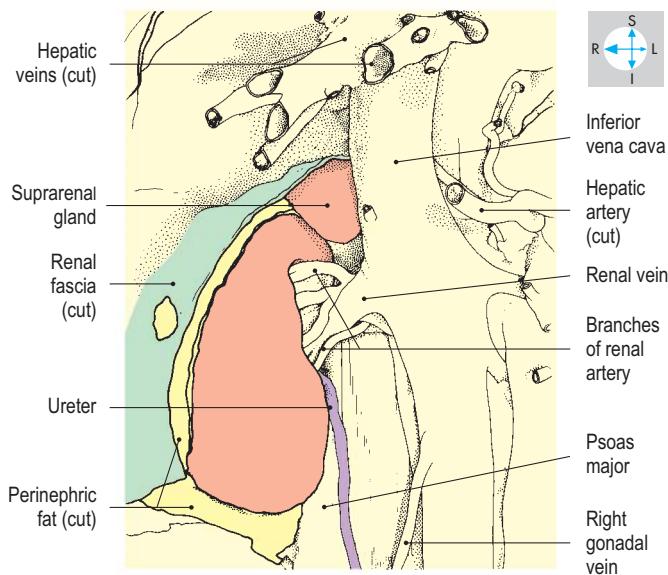 Hepatic
veins (cut)
Suprarenal
gland
Renal
fascia
(cut)
Ureter
Perinephric
fat (cut)
S
R
L
I
Inferior
vena cava
Hepatic
artery
(cut)
Renal vein
Branches
of renal
artery
Psoas
major
Right
gonadal
vein